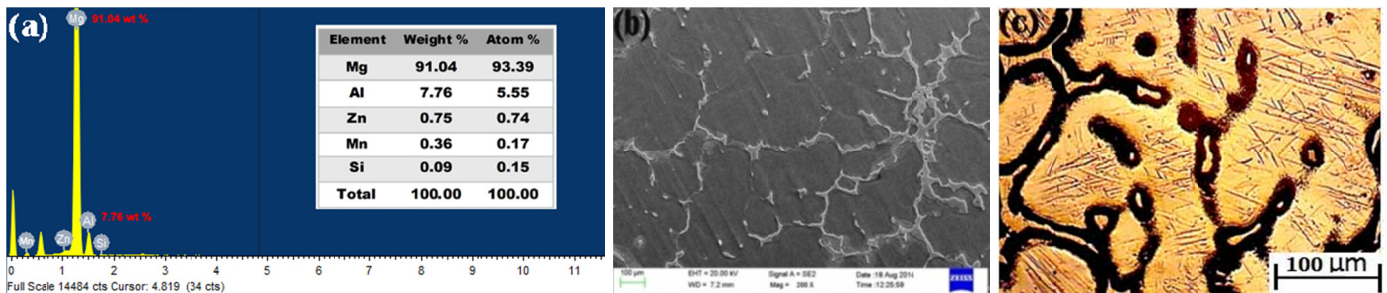 (a)
Mg 91.04 wt %
Element Weight % Atom %
Mg 91.04 93.39
Al 7.76 5.55
Zn 0.75 0.74
Mn 0.36 0.17
Si 0.09 0.15
Total 100.00 100.00
Al 7.76 wt %
Mn Zn Si
0 1 2 3 4 5 6 7 8 9 10 11
Full Scale 14484 cts Cursor: 4.819 (34 cts)
(b)
100 µm
EHT = 20.00 kV Signal A = SE2 Date :18 Aug
WD = 7.2 mm Mag = 200 X Time :12:25:59
ZEISS
(c)
100 µm